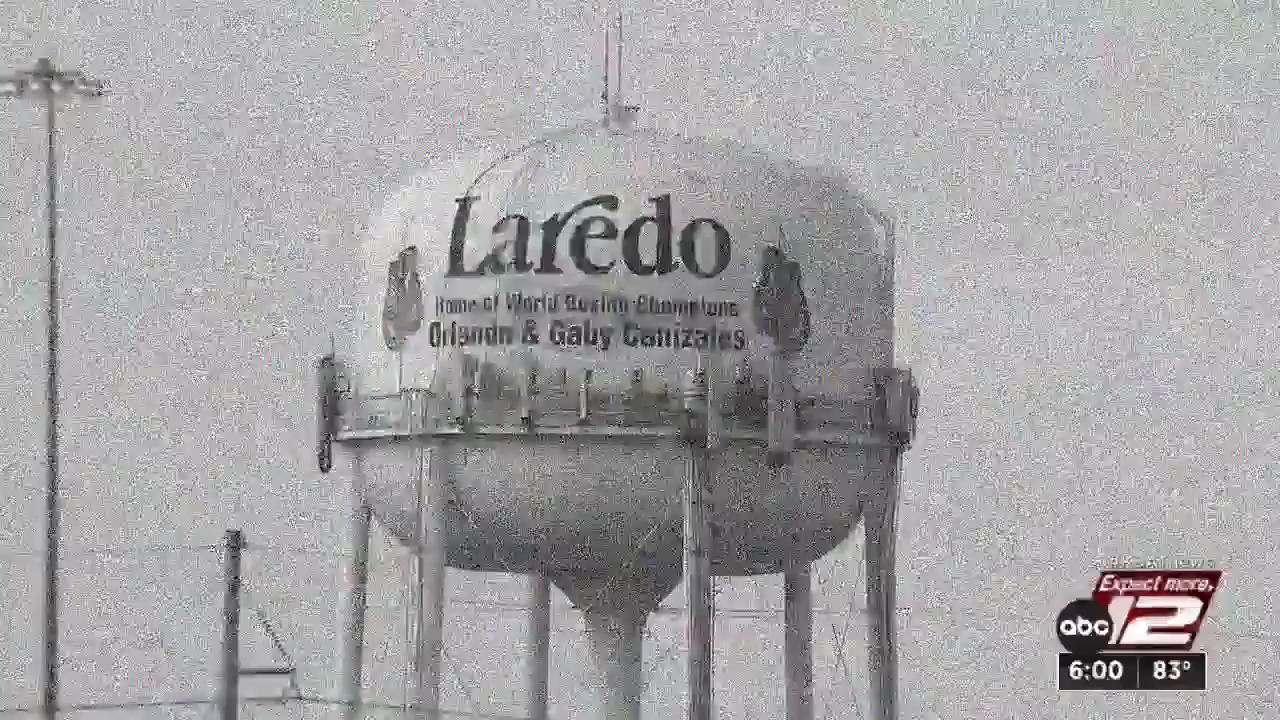 Laredo
Home of World Boxing Champions
Orlando & Gaby Canizales
Expect more.
abc 12
6:00 83°